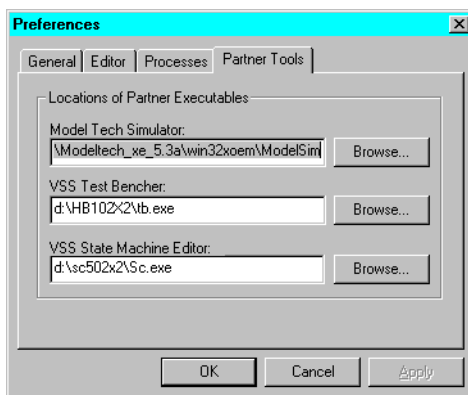 Preferences
General Editor Processes Partner Tools
Locations of Partner Executables
Model Tech Simulator:
\Modeltech_xe_5.3a\win32xoem\ModelSim Browse...
VSS Test Bencher:
d:\HB102X2\tb.exe Browse...
VSS State Machine Editor:
d:\sc502x2\Sc.exe Browse...
OK Cancel Apply